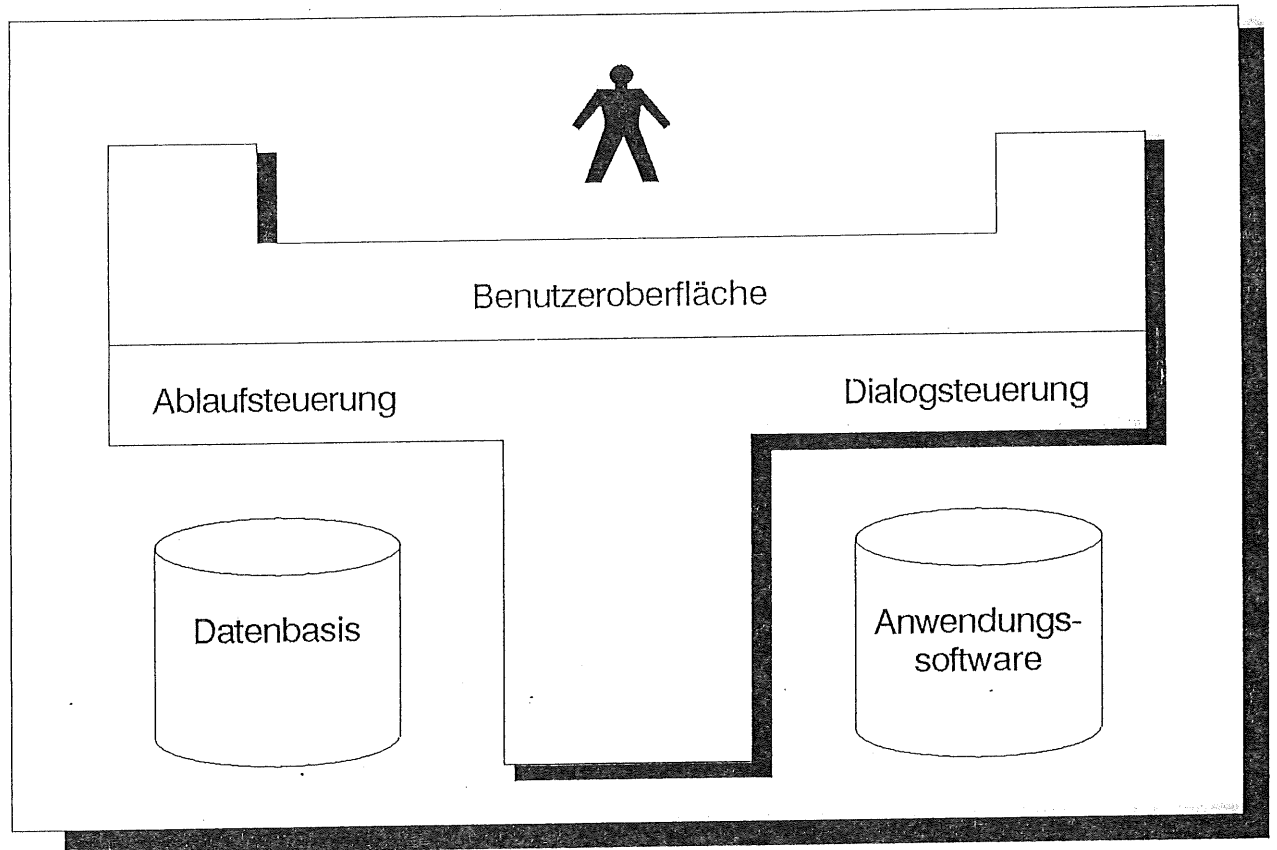 Benutzeroberfläche
Ablaufsteuerung
Dialogsteuerung
Datenbasis
Anwendungs-
software